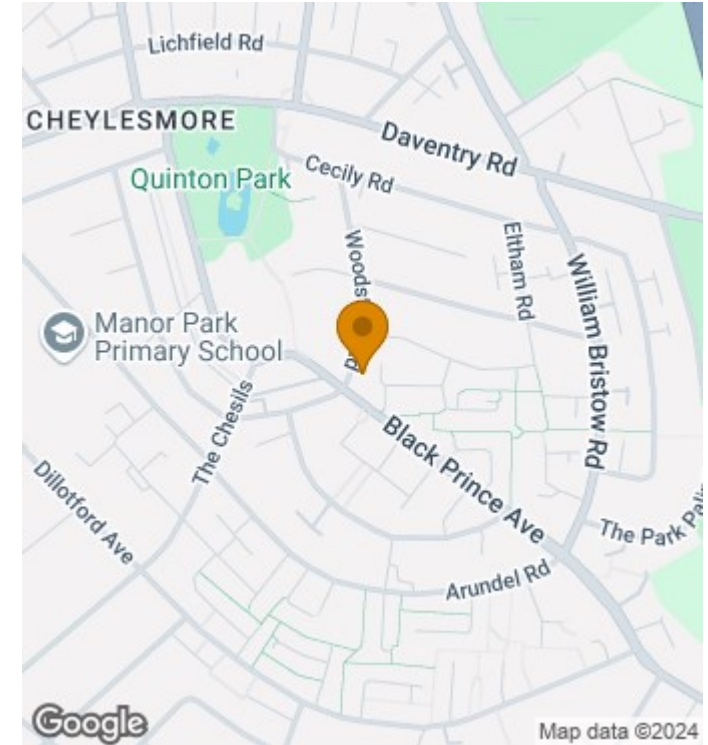 Lichfield Rd
CHEYLESMORE
Daventry Rd
Quinton Park
Cecily Rd
Eltham Rd
William Bristow Rd
Manor Park
Primary School
The Chesils
Black Prince Ave
Dillotford Ave
The Park
Arundel Rd
Google
Map data ©2024